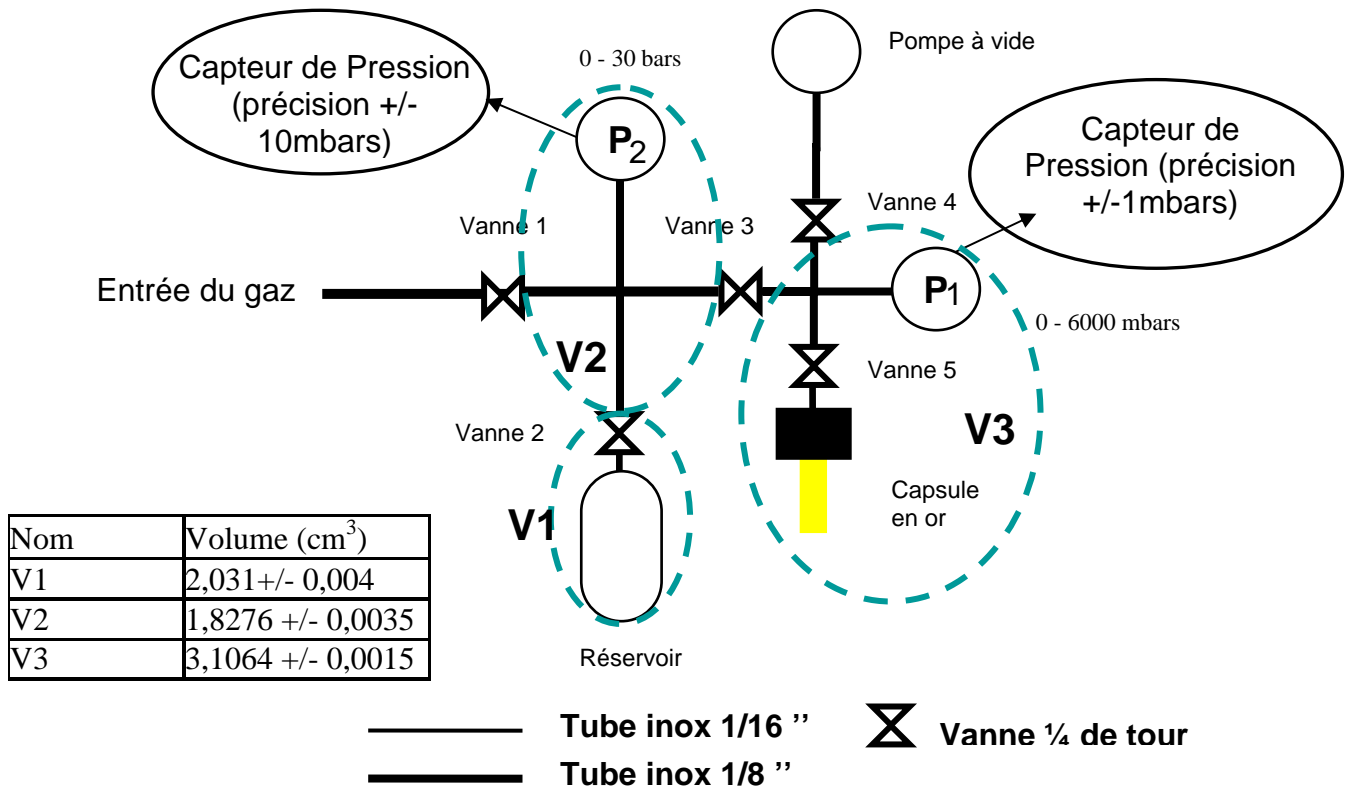 Capteur de Pression
(précision +/-
10mbars)
0 - 30 bars
P2
Pompe à vide
Capteur de
Pression (précision
+/-1mbars)
Vanne 1
Vanne 3
Vanne 4
Entrée du gaz
P1
0 - 6000 mbars
V2
Vanne 5
Vanne 2
V3
V1
Capsule
en or
Nom Volume (cm3)
V1 2,031+/- 0,004
V2 1,8276 +/- 0,0035
V3 3,1064 +/- 0,0015
Réservoir
Tube inox 1/16 ’’
Vanne ¼ de tour
Tube inox 1/8 ’’